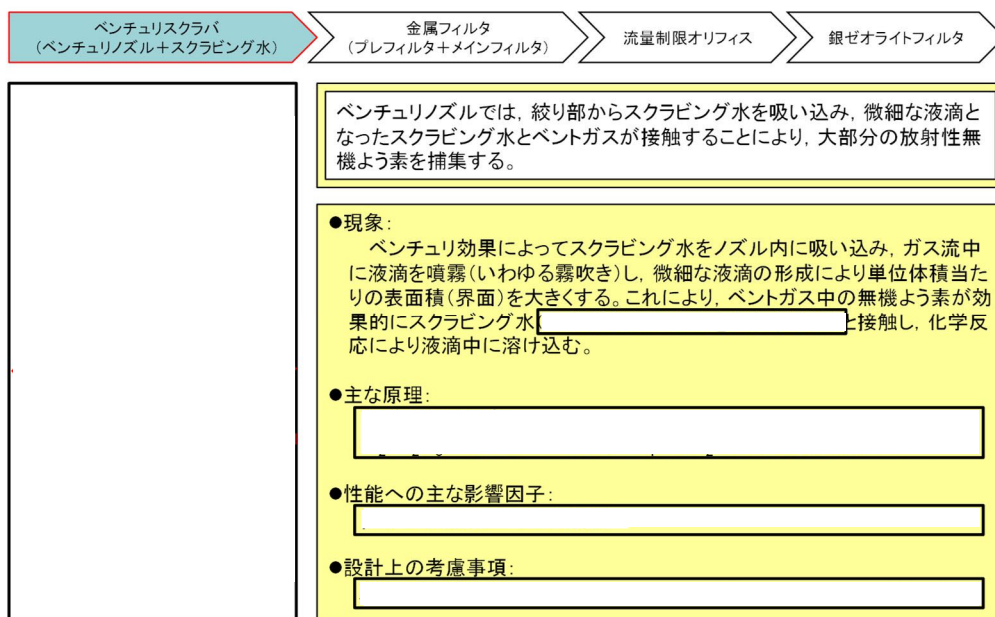 ベンチュリスクラバ
(ベンチュリノズル+スクラビング水)
金属フィルタ
(プレフィルタ+メインフィルタ)
流量制限オリフィス
銀ゼオライトフィルタ
ベンチュリノズルでは，絞り部からスクラビング水を吸い込み，微細な液滴と
なったスクラビング水とベントガスが接触することにより，大部分の放射性無
機よう素を捕集する。
●現象：
ベンチュリ効果によってスクラビング水をノズル内に吸い込み，ガス流中
に液滴を噴霧(いわゆる霧吹き)し，微細な液滴の形成により単位体積当た
りの表面積(界面)を大きくする。これにより，ベントガス中の無機よう素が効
果的にスクラビング水( と接触し，化学反
応により液滴中に溶け込む。
●主な原理：
●性能への主な影響因子：
●設計上の考慮事項：